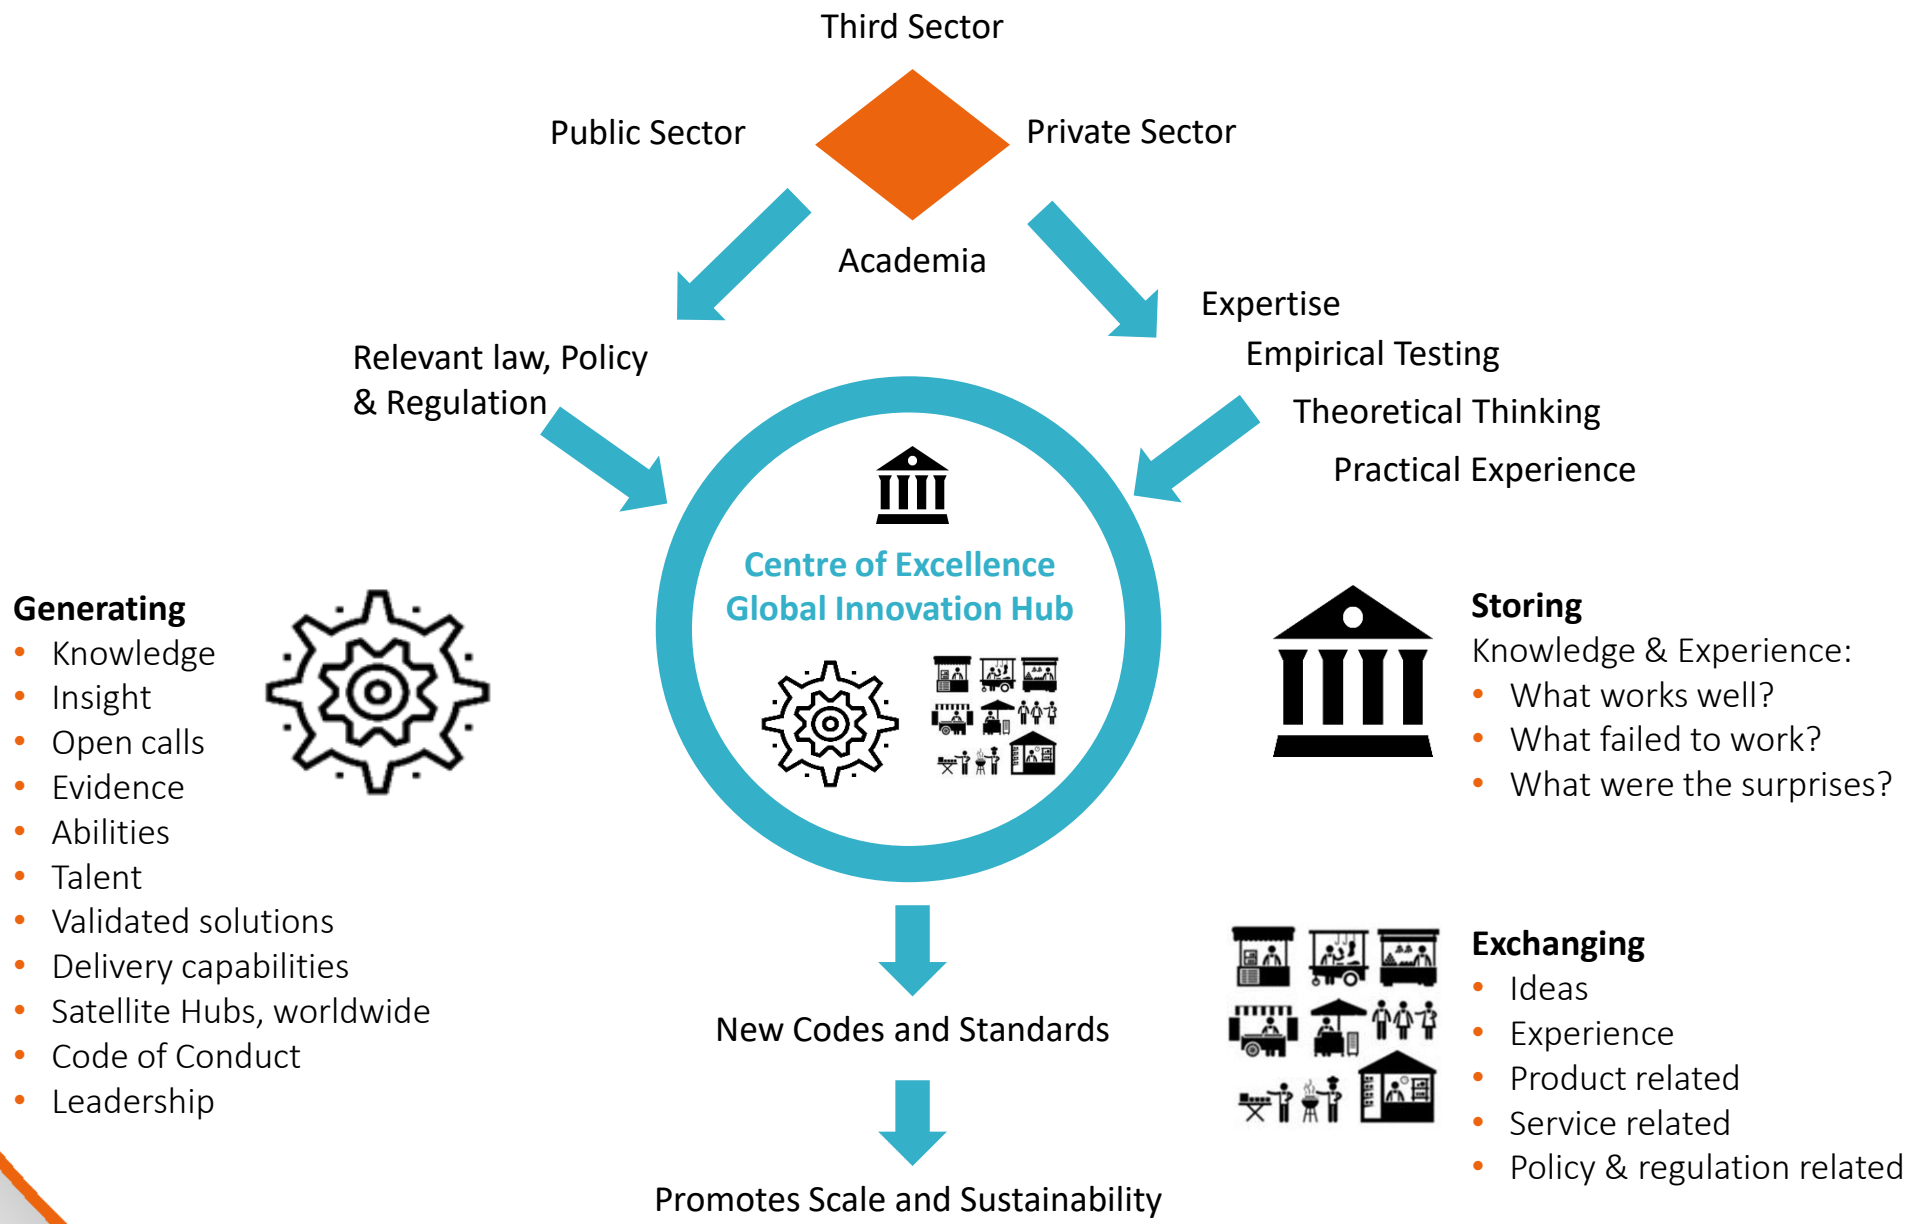 Third Sector
Public Sector
Private Sector
Academia
Expertise
Empirical Testing
Theoretical Thinking
Practical Experience
Relevant law, Policy
& Regulation
Centre of Excellence
Global Innovation Hub
Generating
• Knowledge
• Insight
• Open calls
• Evidence
• Abilities
• Talent
• Validated solutions
• Delivery capabilities
• Satellite Hubs, worldwide
• Code of Conduct
• Leadership
Storing
Knowledge & Experience:
• What works well?
• What failed to work?
• What were the surprises?
Exchanging
• Ideas
• Experience
• Product related
• Service related
• Policy & regulation related
New Codes and Standards
Promotes Scale and Sustainability